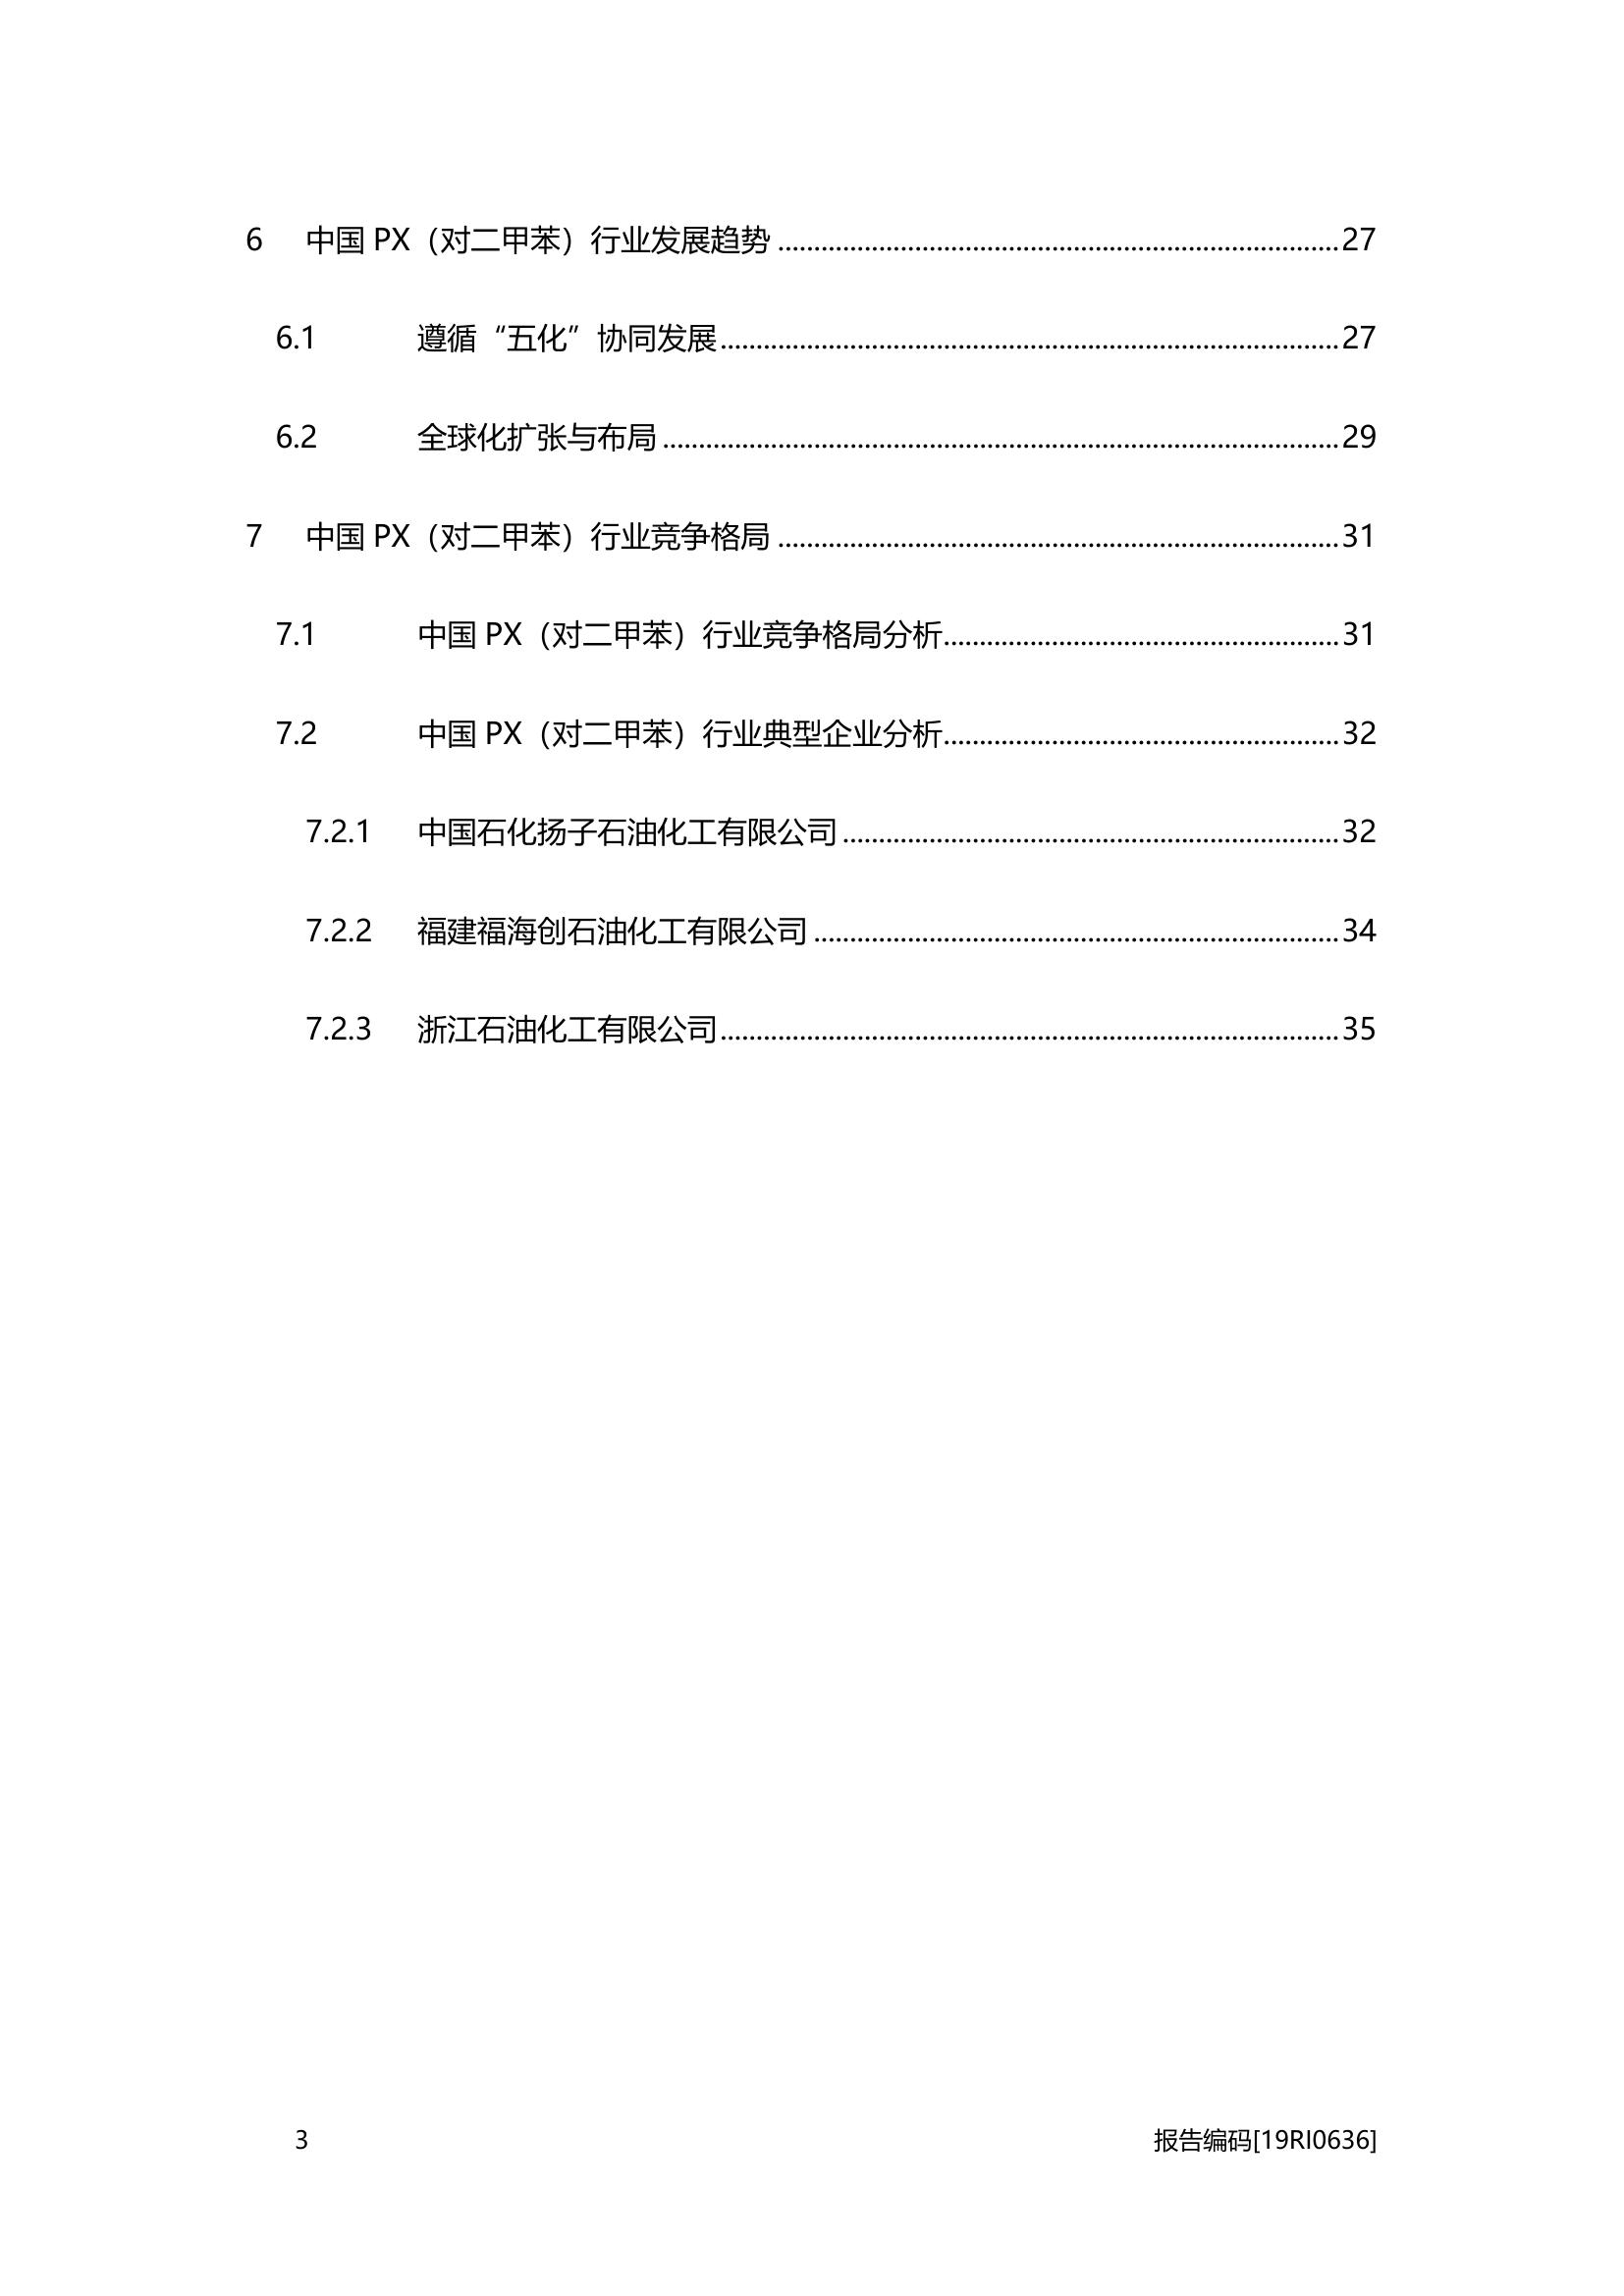 6 中国 PX（对二甲苯）行业发展趋势 ........................................ 27
6.1 遵循“五化”协同发展 ........................................ 27
6.2 全球化扩张与布局 ........................................ 29
7 中国 PX（对二甲苯）行业竞争格局 ........................................ 31
7.1 中国 PX（对二甲苯）行业竞争格局分析 ........................................ 31
7.2 中国 PX（对二甲苯）行业典型企业分析 ........................................ 32
7.2.1 中国石化扬子石油化工有限公司 ........................................ 32
7.2.2 福建福海创石油化工有限公司 ........................................ 34
7.2.3 浙江石油化工有限公司 ........................................ 35
3 报告编码[19RI0636]